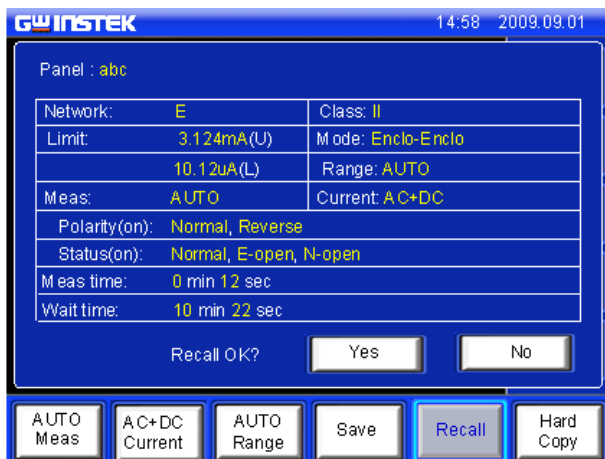 GWINSTEK 14:58 2009.09.01
Panel : abc
Network: E Class: II
Limit: 3.124mA(U) Mode: Enclo-Enclo
10.12uA(L) Range: AUTO
Meas: AUTO Current: AC+DC
Polarity(on): Normal, Reverse
Status(on): Normal, E-open, N-open
Meas time: 0 min 12 sec
Wait time: 10 min 22 sec
Recall OK? Yes No
AUTO Meas
AC+DC Current
AUTO Range
Save
Recall
Hard Copy